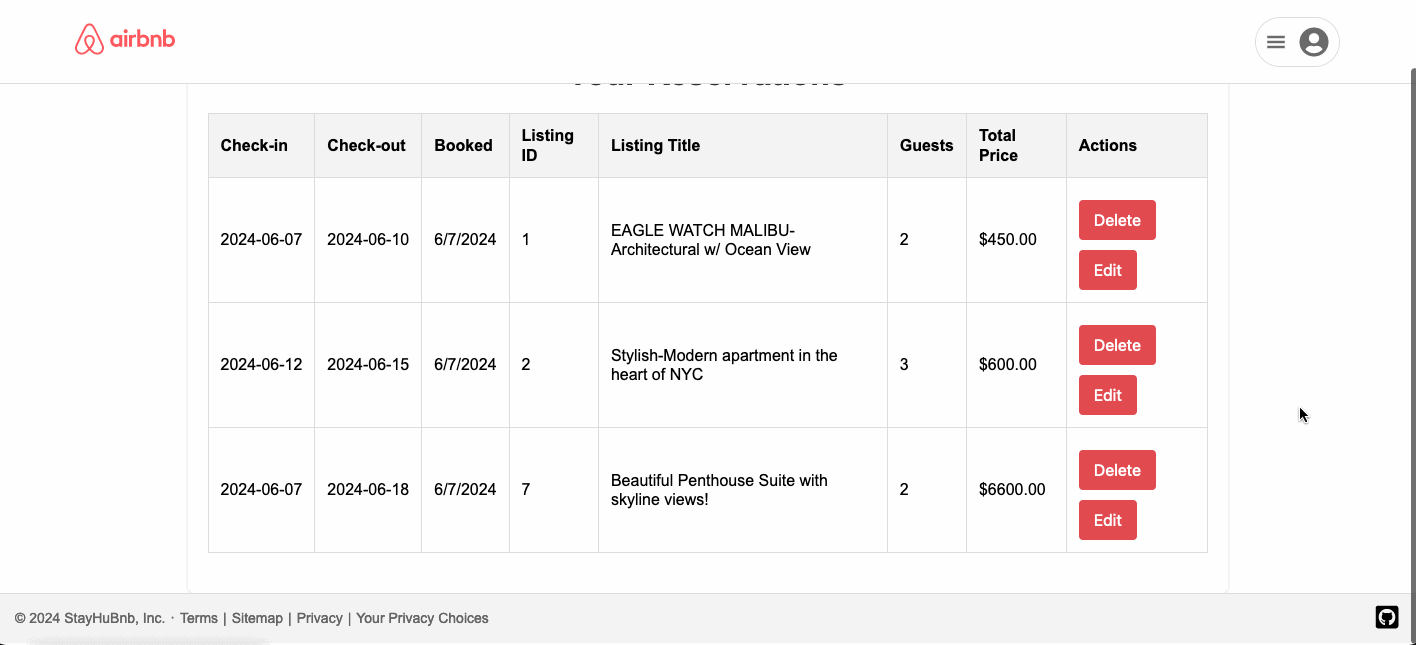 airbnb
Your Reservations
Check-in
Check-out
Booked
Listing
ID
Listing Title
Guests
Total
Price
Actions
2024-06-07
2024-06-10
6/7/2024
1
EAGLE WATCH MALIBU-
Architectural w/ Ocean View
2
$450.00
Delete
Edit
2024-06-12
2024-06-15
6/7/2024
2
Stylish-Modern apartment in the
heart of NYC
3
$600.00
Delete
Edit
2024-06-07
2024-06-18
6/7/2024
7
Beautiful Penthouse Suite with
skyline views!
2
$6600.00
Delete
Edit
© 2024 StayHuBnb, Inc. · Terms | Sitemap | Privacy | Your Privacy Choices